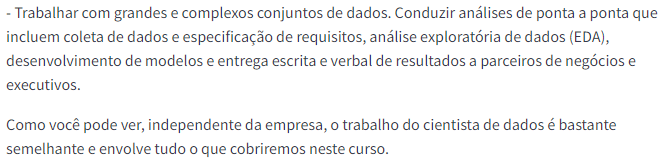 - Trabalhar com grandes e complexos conjuntos de dados. Conduzir análises de ponta a ponta que
incluem coleta de dados e especificação de requisitos, análise exploratória de dados (EDA),
desenvolvimento de modelos e entrega escrita e verbal de resultados a parceiros de negócios e
executivos.
Como você pode ver, independente da empresa, o trabalho do cientista de dados é bastante
semelhante e envolve tudo o que cobriremos neste curso.